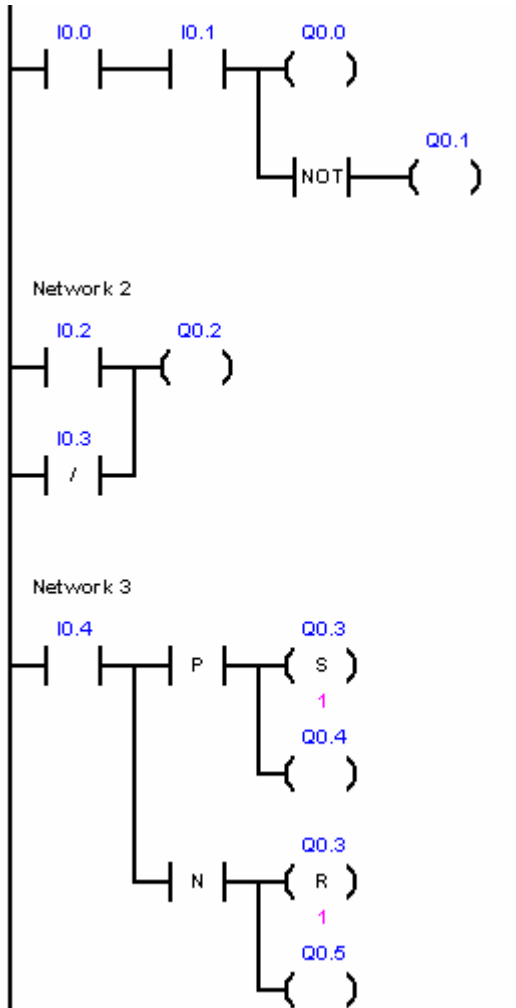 I0.0 I0.1 Q0.0
Q0.1
NOT
Network 2
I0.2 Q0.2
I0.3
/
Network 3
I0.4 Q0.3
P S
1
Q0.4
Q0.3
N R
1
Q0.5